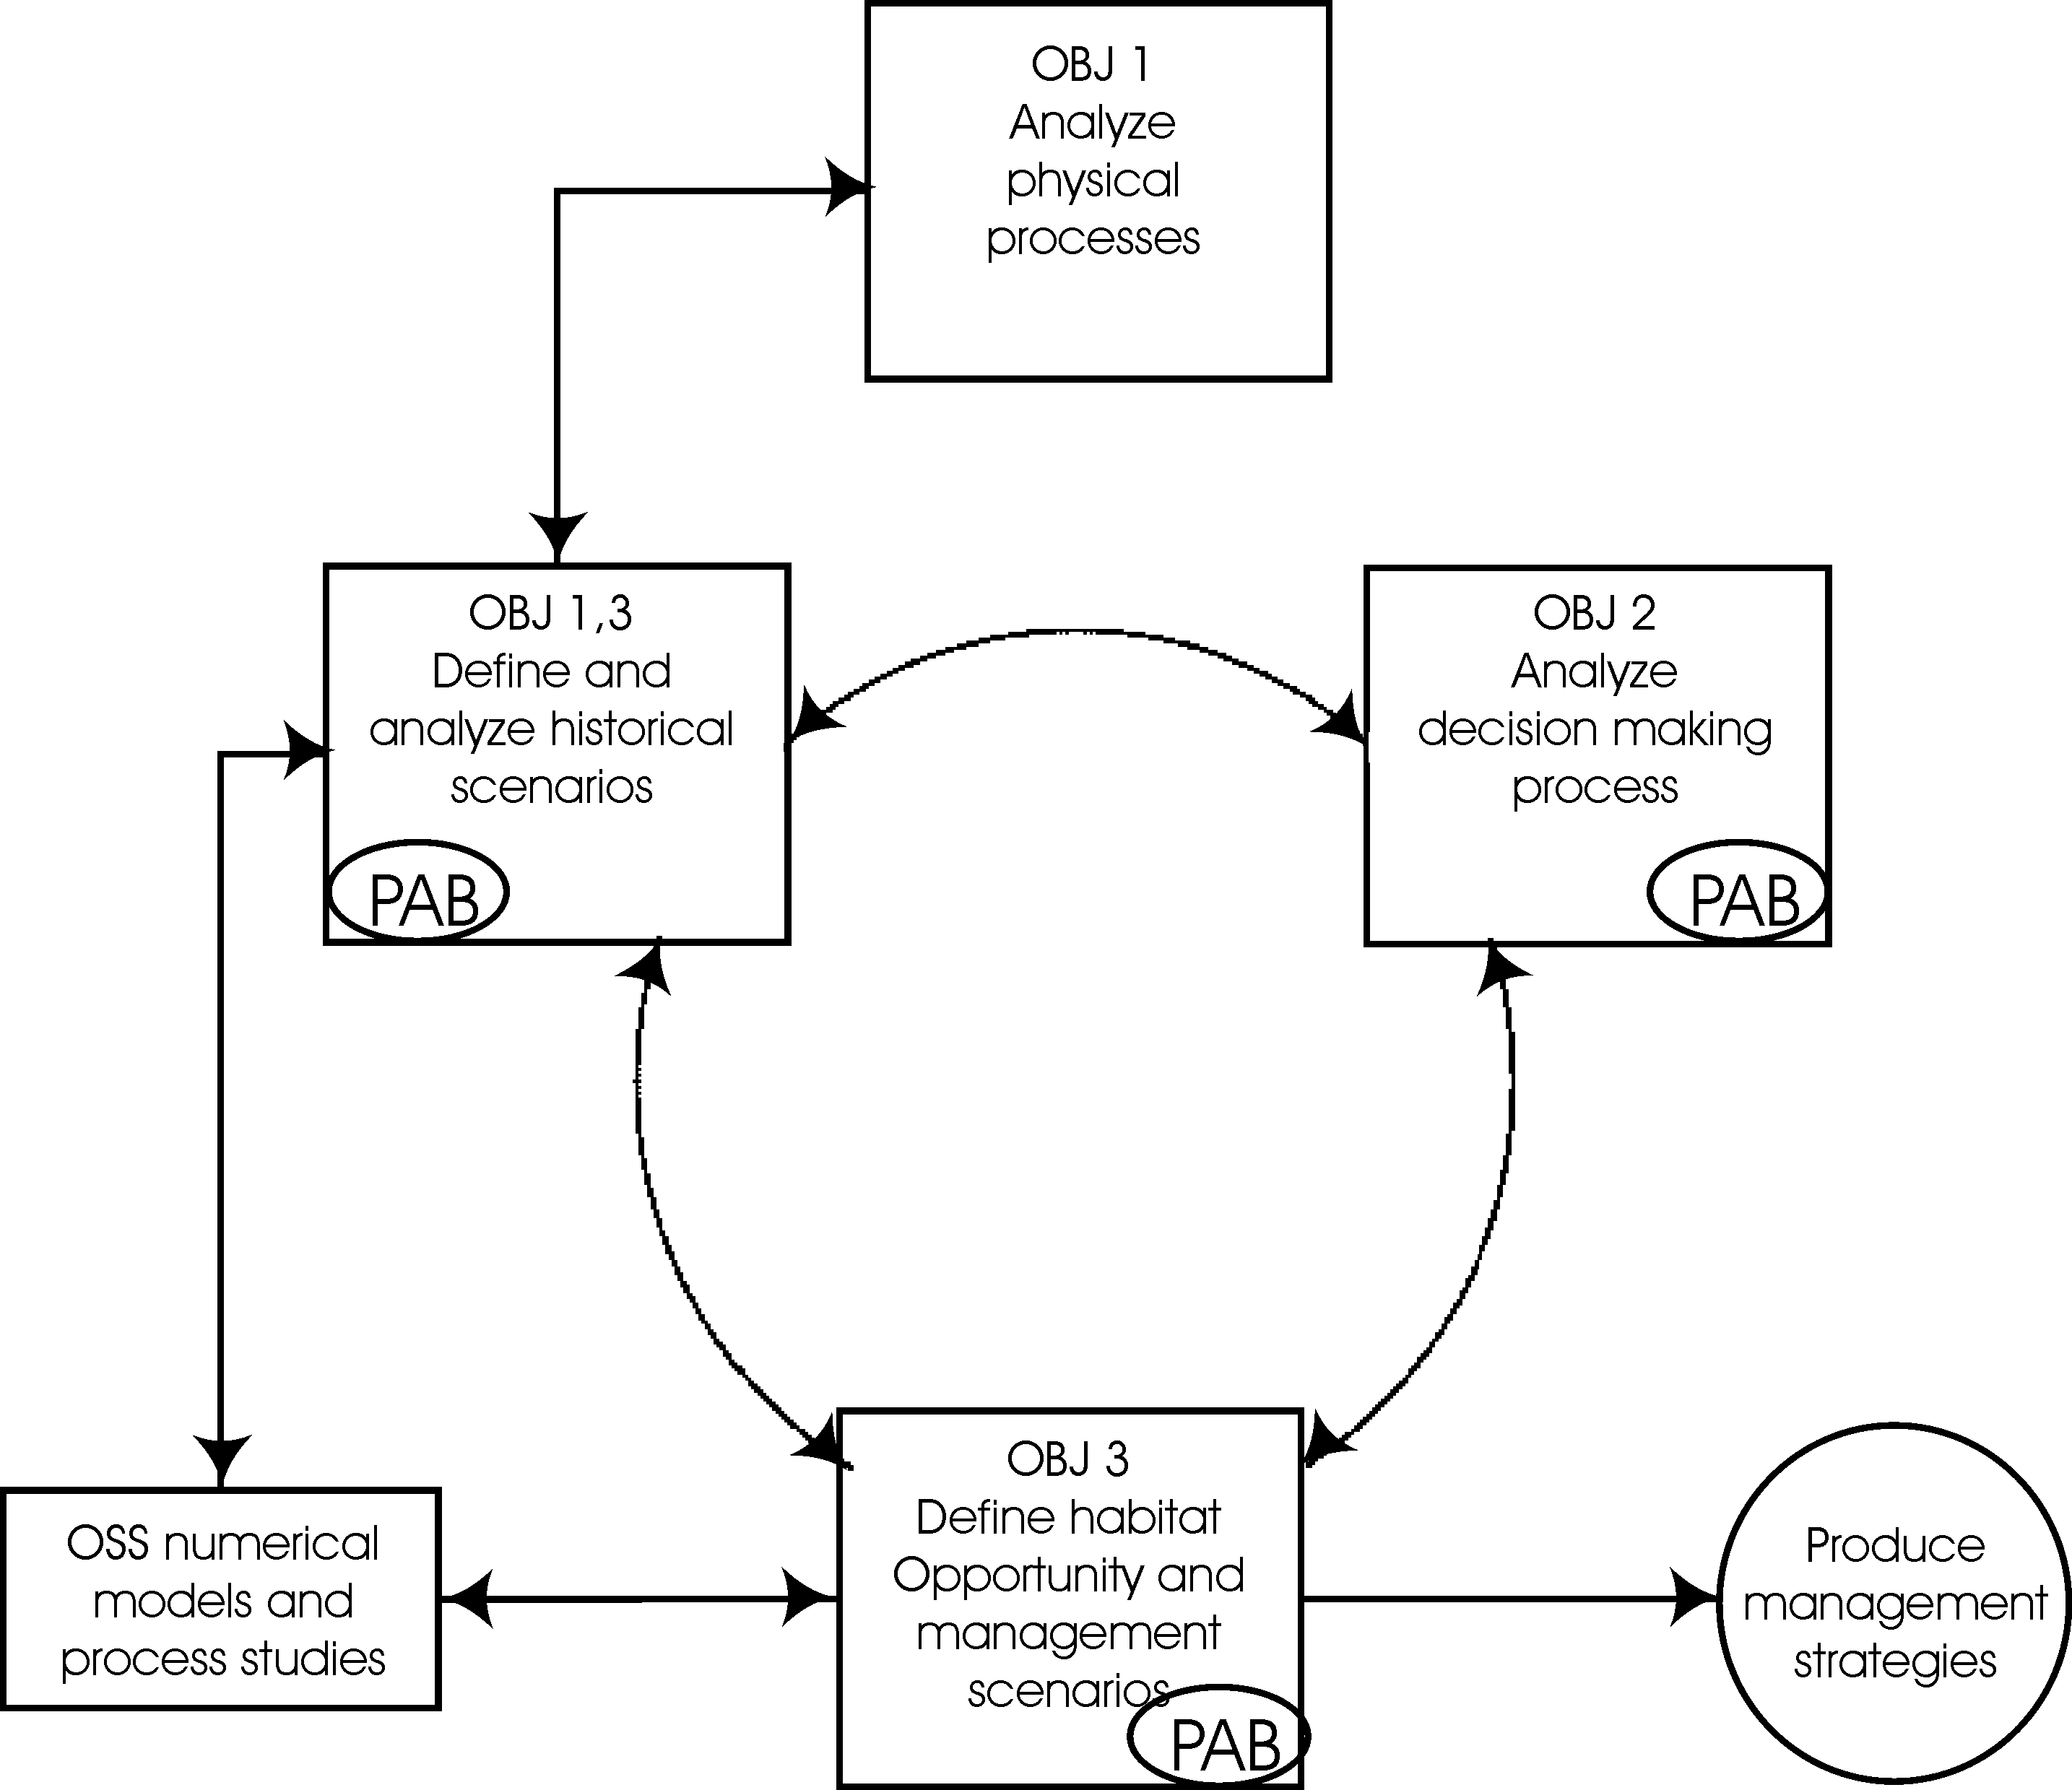 OBJ 1
Analyze
physical
processes
OBJ 1,3
Define and
analyze historical
scenarios
PAB
OBJ 2
Analyze
decision making
process
PAB
OSS numerical
models and
process studies
OBJ 3
Define habitat
Opportunity and
management
scenarios
PAB
Produce
management
strategies